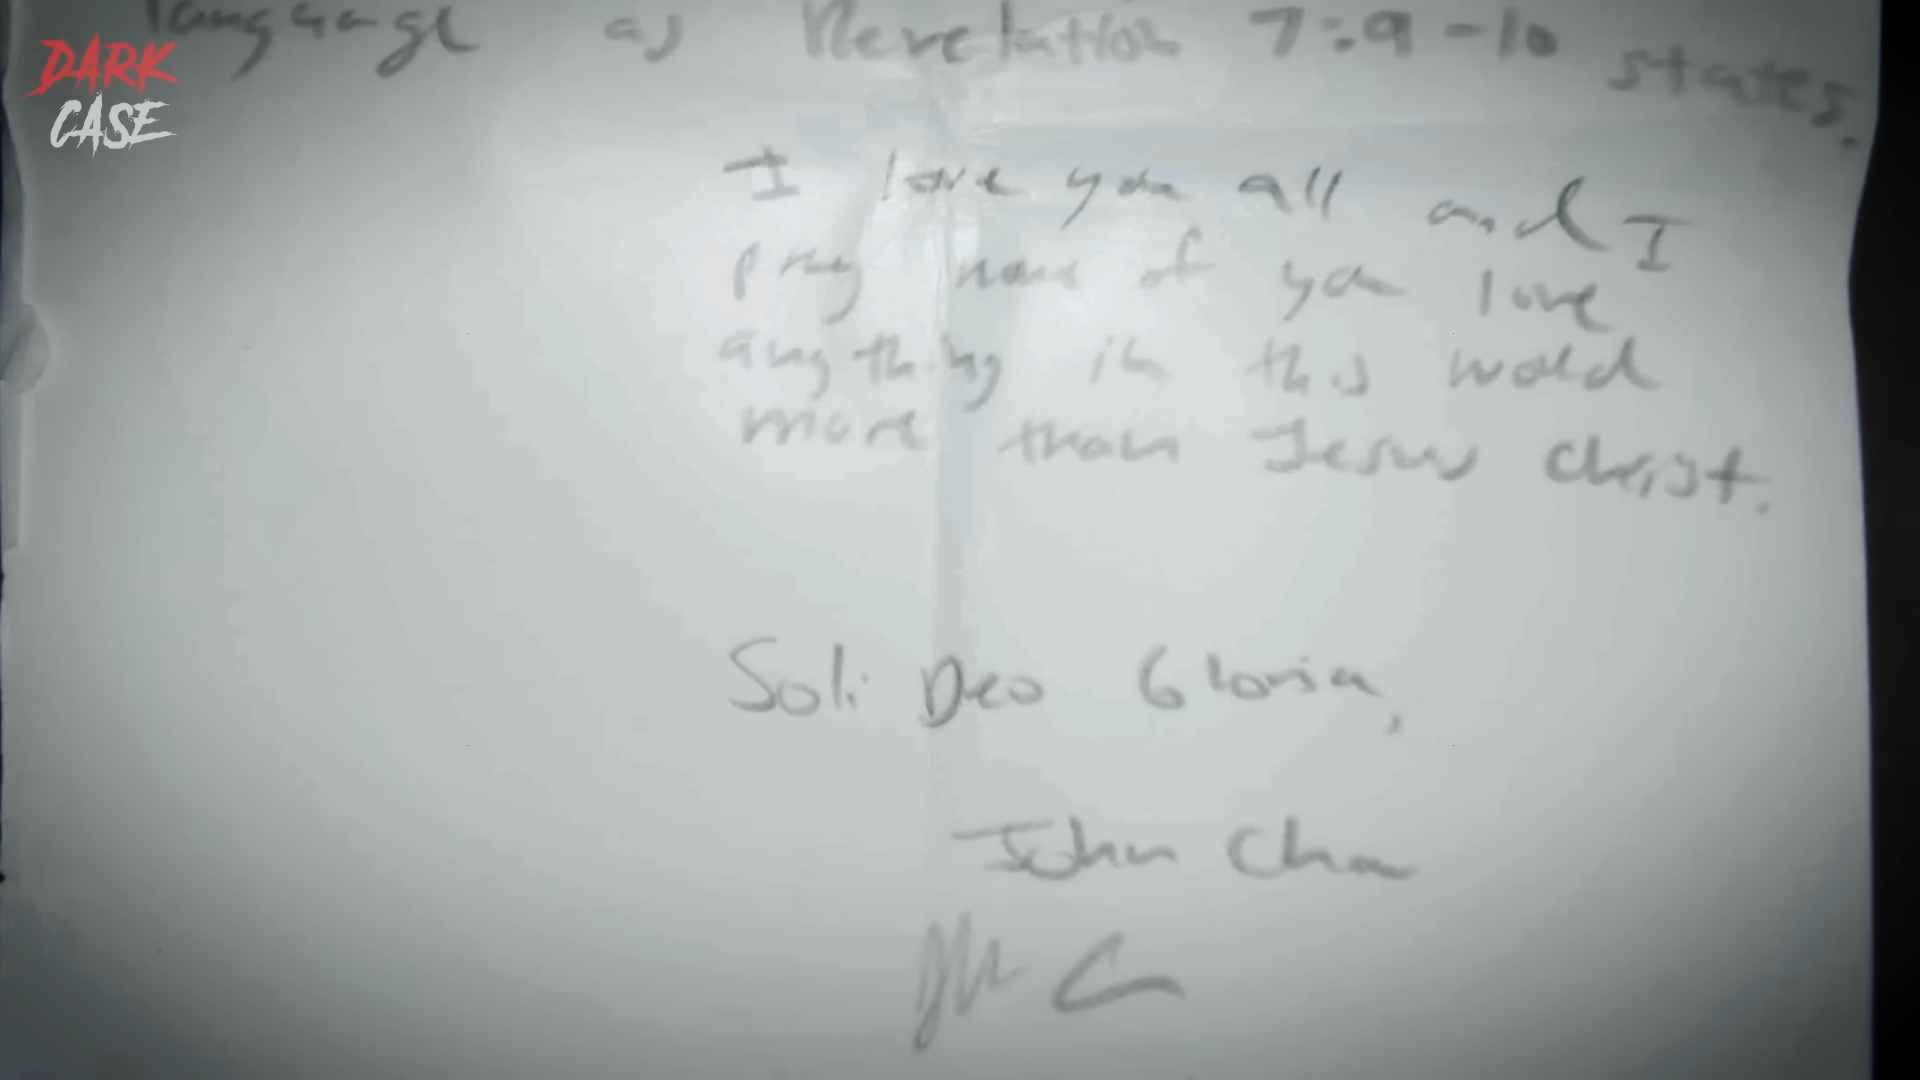 language as Revelation 7:9-10 states.
DARK
CASE
I love you all and I
pray none of you love
anything in this world
more than Jesus Christ.
Soli Deo Gloria,
John Chau